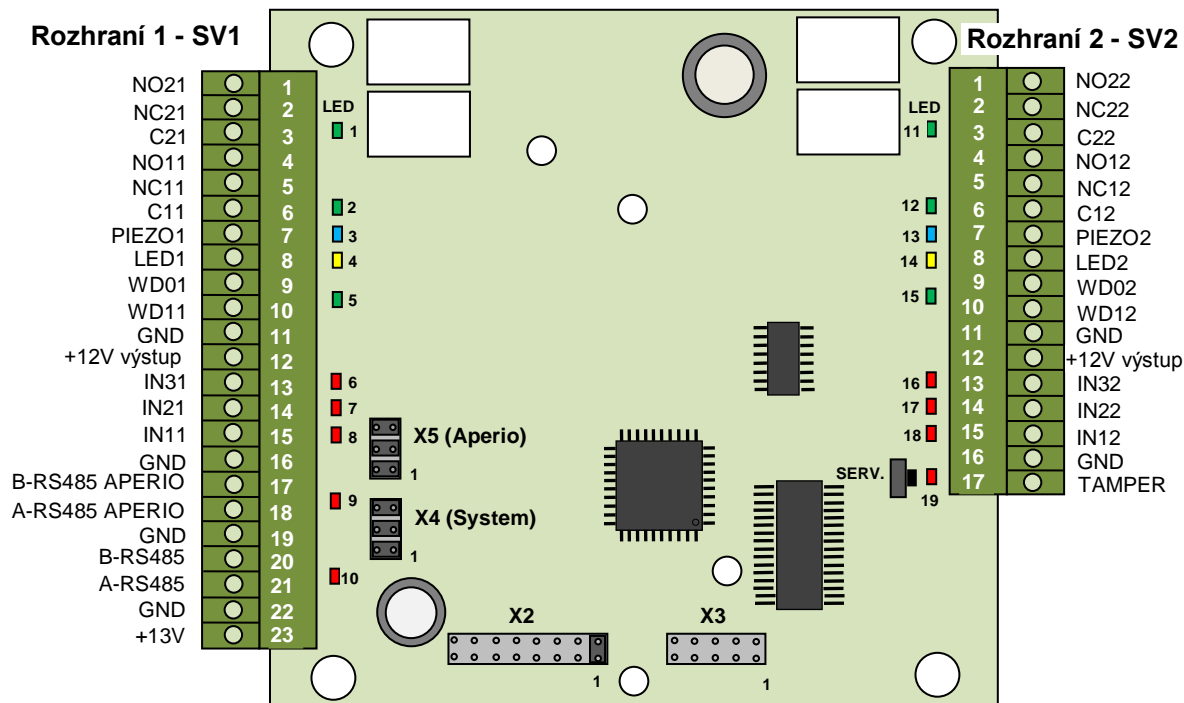 Rozhraní 1 - SV1
NO21 1
NC21 2
C21 3
NO11 4
NC11 5
C11 6
PIEZO1 7
LED1 8
WD01 9
WD11 10
GND 11
+12V výstup 12
IN31 13
IN21 14
IN11 15
GND 16
B-RS485 APERIO 17
A-RS485 APERIO 18
GND 19
B-RS485 20
A-RS485 21
GND 22
+13V 23
LED
1
2
3
4
5
6
7
8
9
10
X5 (Aperio)
1
X4 (System)
1
X2
1
X3
1
LED
11
12
13
14
15
16
17
18
SERV.
19
Rozhraní 2 - SV2
1 NO22
2 NC22
3 C22
4 NO12
5 NC12
6 C12
7 PIEZO2
8 LED2
9 WD02
10 WD12
11 GND
12 +12V výstup
13 IN32
14 IN22
15 IN12
16 GND
17 TAMPER